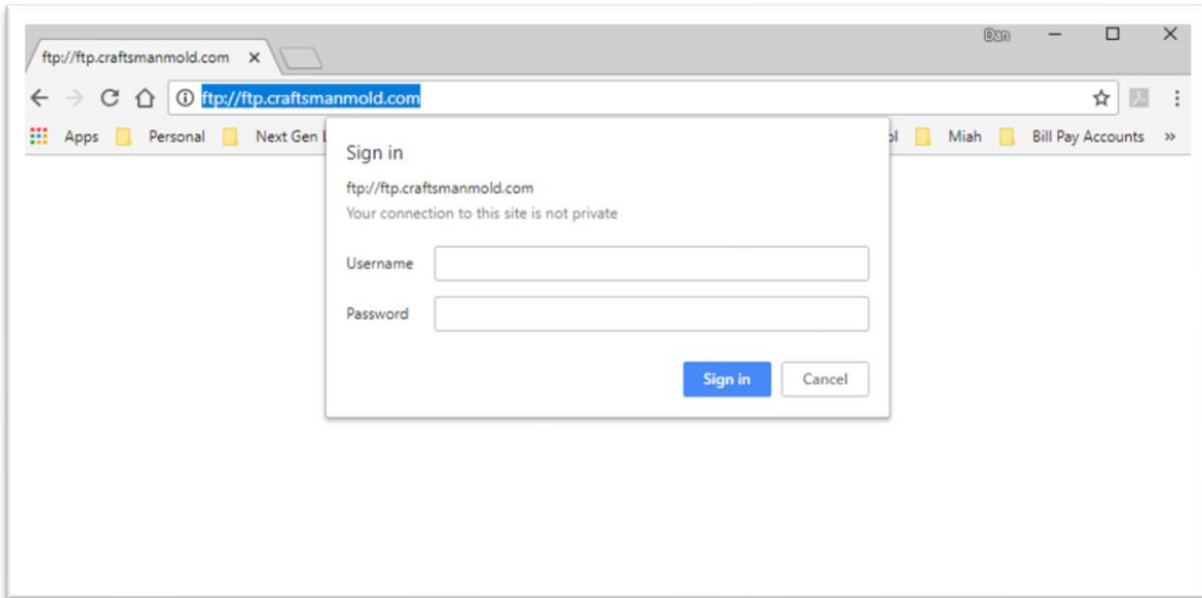 Dan
ftp://ftp.craftsmanmold.com
ftp://ftp.craftsmanmold.com
Apps Personal Next Gen Miah Bill Pay Accounts »
Sign in
ftp://ftp.craftsmanmold.com
Your connection to this site is not private
Username
Password
Sign in Cancel